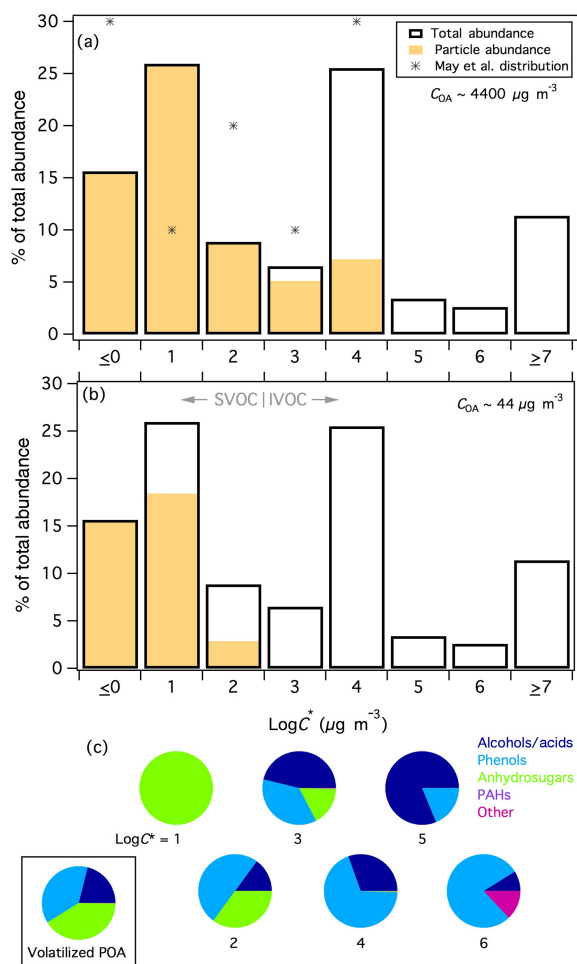 (a)
Total abundance
Particle abundance
May et al. distribution
C_OA ~ 4400 µg m⁻³
% of total abundance
30
25
20
15
10
5
0
≤0 1 2 3 4 5 6 ≥7
(b)
SVOC | IVOC
C_OA ~ 44 µg m⁻³
% of total abundance
30
25
20
15
10
5
0
≤0 1 2 3 4 5 6 ≥7
LogC* (µg m⁻³)
(c)
Alcohols/acids
Phenols
Anhydrosugars
PAHs
Other
LogC* = 1 3 5
Volatilized POA
2 4 6